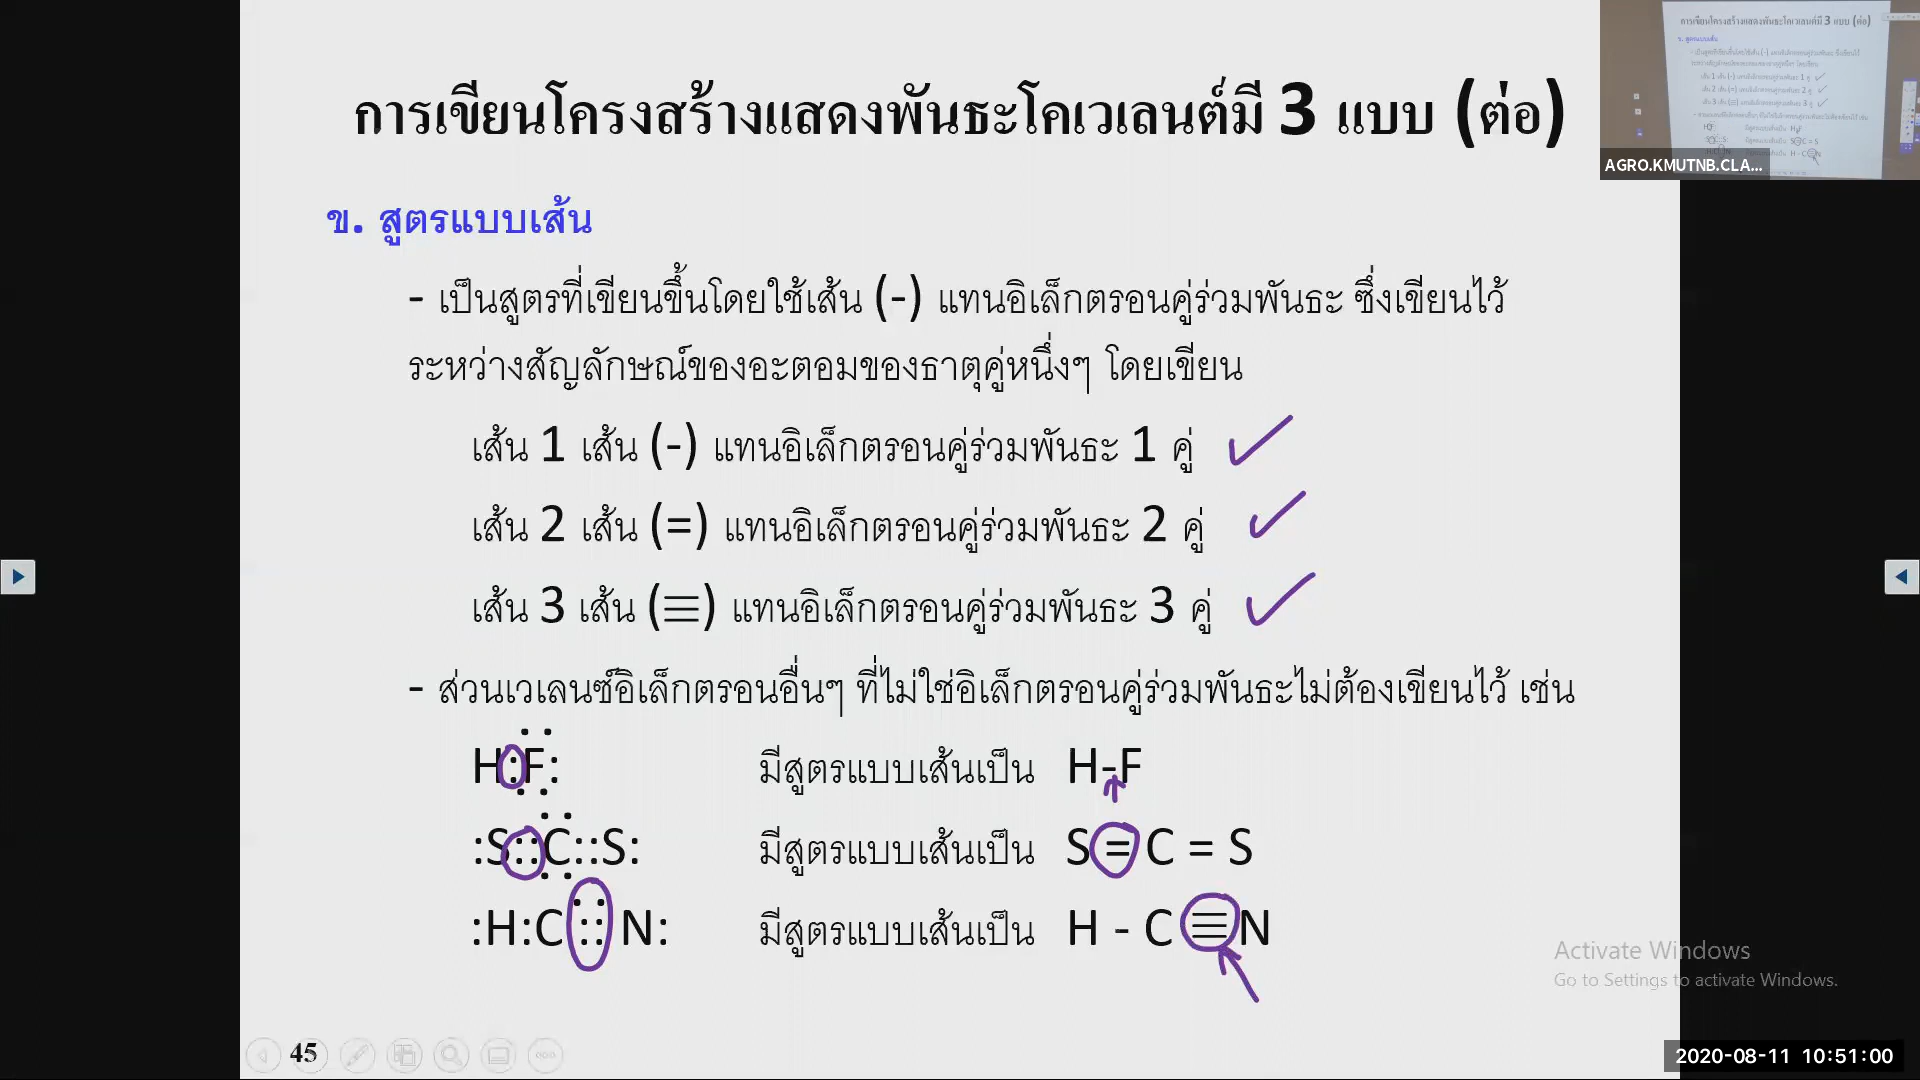 การเขียนโครงสร้างแสดงพันธะโคเวเลนต์มี 3 แบบ (ต่อ)
ข. สูตรแบบเส้น
- เป็นสูตรที่เขียนขึ้นโดยใช้เส้น (-) แทนอิเล็กตรอนคู่ร่วมพันธะ ซึ่งเขียนไว้
ระหว่างสัญลักษณ์ของอะตอมของธาตุคู่หนึ่งๆ โดยเขียน
เส้น 1 เส้น (-) แทนอิเล็กตรอนคู่ร่วมพันธะ 1 คู่
เส้น 2 เส้น (=) แทนอิเล็กตรอนคู่ร่วมพันธะ 2 คู่
เส้น 3 เส้น (≡) แทนอิเล็กตรอนคู่ร่วมพันธะ 3 คู่
- ส่วนเวเลนซ์อิเล็กตรอนอื่นๆ ที่ไม่ใช่อิเล็กตรอนคู่ร่วมพันธะไม่ต้องเขียนไว้ เช่น
H:F: มีสูตรแบบเส้นเป็น H-F
:S::C::S: มีสูตรแบบเส้นเป็น S = C = S
:H:C:::N: มีสูตรแบบเส้นเป็น H - C ≡ N
45
AGRO.KMUTNB.CLA...
Activate Windows
Go to Settings to activate Windows.
2020-08-11 10:51:00